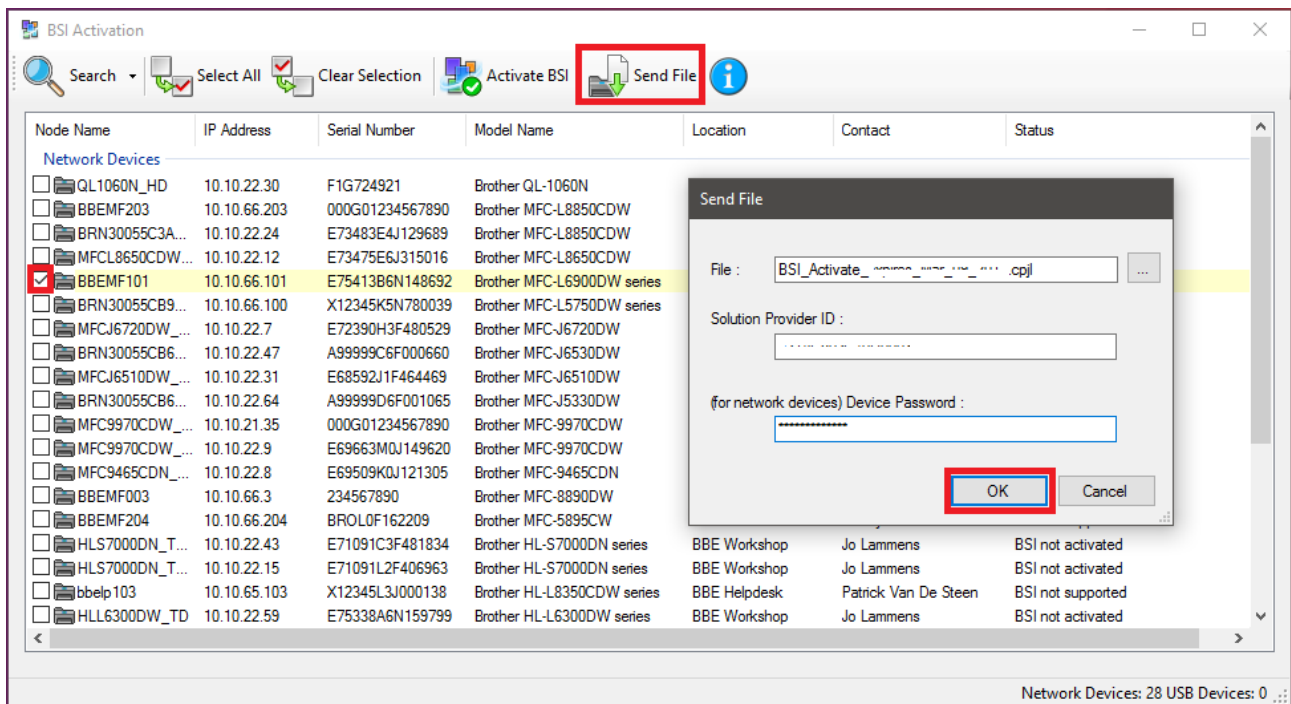 BSI Activation
Search Select All Clear Selection Activate BSI Send File
Node Name IP Address Serial Number Model Name Location Contact Status
Network Devices
QL1060N_HD 10.10.22.30 F1G724921 Brother QL-1060N
BBEMF203 10.10.66.203 000G01234567890 Brother MFC-L8850CDW
BRN30055C3A... 10.10.22.24 E73483E4J129689 Brother MFC-L8850CDW
MFCL8650CDW... 10.10.22.12 E73475E6J315016 Brother MFC-L8650CDW
BBEMF101 10.10.66.101 E75413B6N148692 Brother MFC-L6900DW series
BRN30055CB9... 10.10.66.100 X12345K5N780039 Brother MFC-L5750DW series
MFCJ6720DW_... 10.10.22.7 E72390H3F480529 Brother MFC-J6720DW
BRN30055CB6... 10.10.22.47 A99999C6F000660 Brother MFC-J6530DW
MFCJ6510DW_... 10.10.22.31 E68592J1F464469 Brother MFC-J6510DW
BRN30055CB6... 10.10.22.64 A99999D6F001065 Brother MFC-J5330DW
MFC9970CDW_... 10.10.21.35 000G01234567890 Brother MFC-9970CDW
MFC9970CDW_... 10.10.22.9 E69663M0J149620 Brother MFC-9970CDW
MFC9465CDN_... 10.10.22.8 E69509K0J121305 Brother MFC-9465CDN
BBEMF003 10.10.66.3 234567890 Brother MFC-8890DW
BBEMF204 10.10.66.204 BROL0F162209 Brother MFC-5895CW
HLS7000DN_T... 10.10.22.43 E71091C3F481834 Brother HL-S7000DN series BBE Workshop Jo Lammens BSI not activated
HLS7000DN_T... 10.10.22.15 E71091L2F406963 Brother HL-S7000DN series BBE Workshop Jo Lammens BSI not activated
bbelp103 10.10.65.103 X12345L3J000138 Brother HL-L8350CDW series BBE Helpdesk Patrick Van De Steen BSI not supported
HLL6300DW_TD 10.10.22.59 E75338A6N159799 Brother HL-L6300DW series BBE Workshop Jo Lammens BSI not activated
Send File
File : BSI_Activate_ .cpjl ...
Solution Provider ID :
(for network devices) Device Password :
*************
OK Cancel
Network Devices: 28 USB Devices: 0